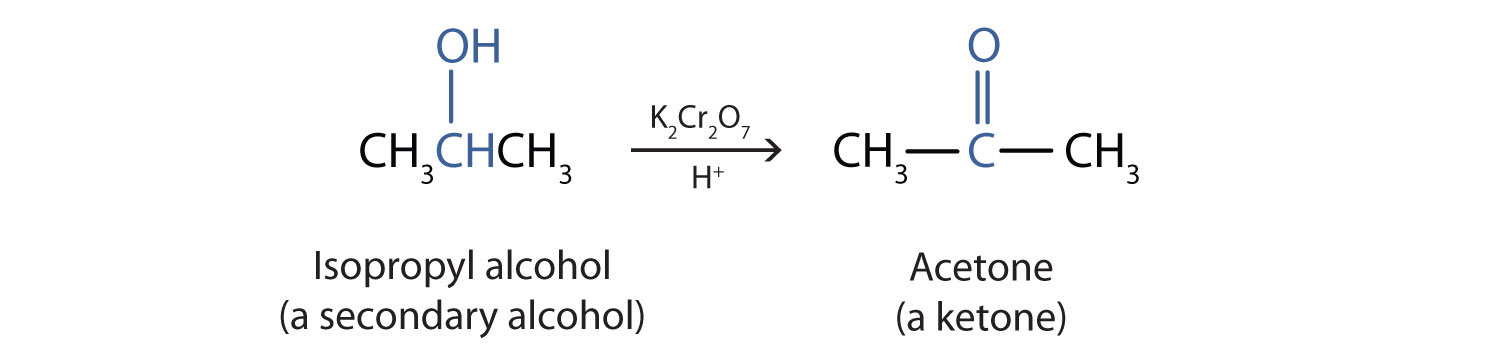 OH
O
K₂Cr₂O₇
CH₃CHCH₃
CH₃—C—CH₃
H⁺
Isopropyl alcohol
(a secondary alcohol)
Acetone
(a ketone)